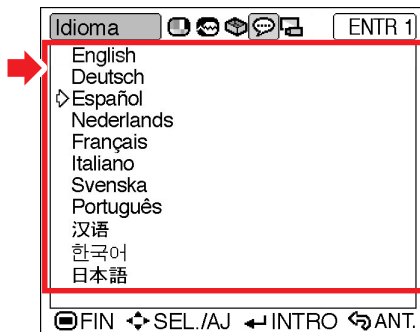 Idioma ENTR 1
English
Deutsch
Español
Nederlands
Français
Italiano
Svenska
Português
汉语
한국어
日本語
FIN SEL./AJ INTRO ANT.